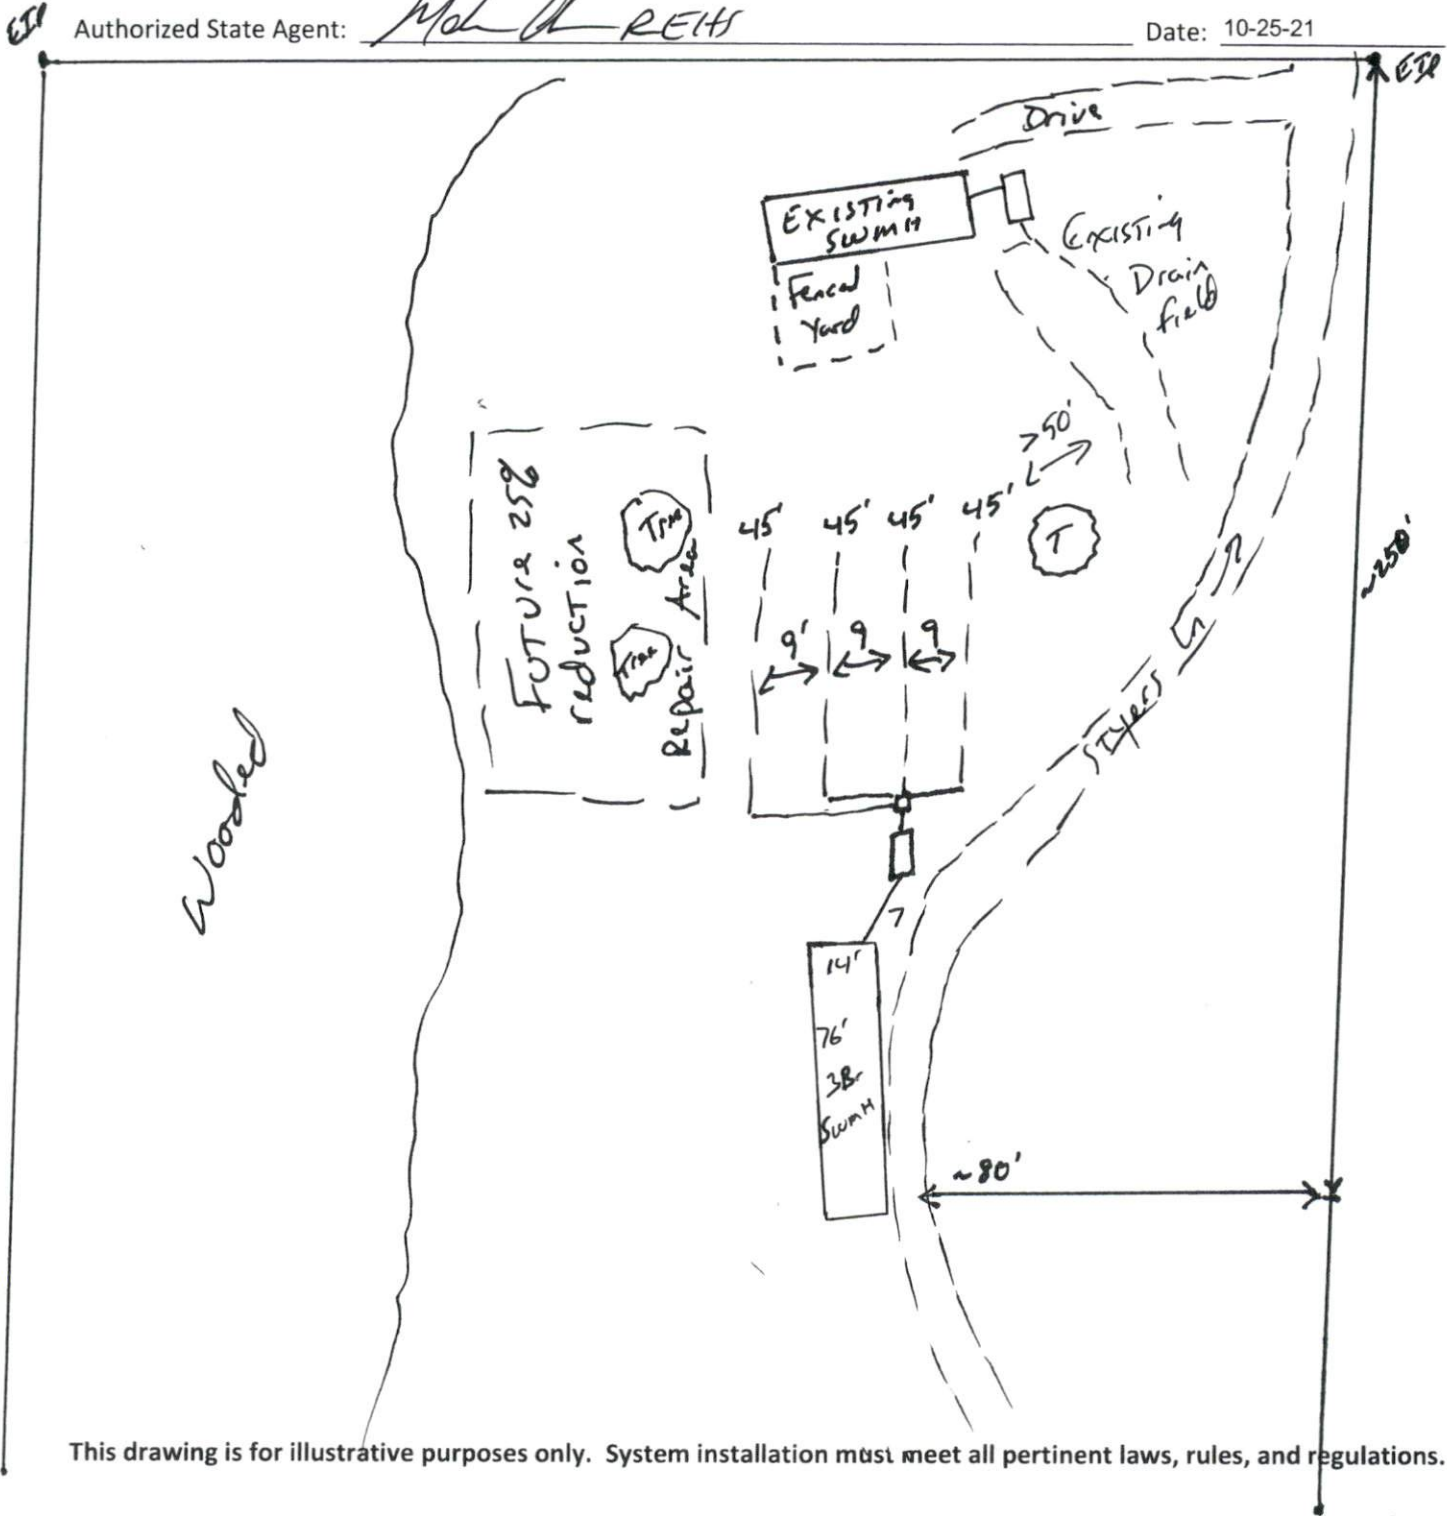 EIP
Authorized State Agent: REHS
Date: 10-25-21
EIP
Drive
Existing
SWMH
Existing
Drain
field
Fenced
Yard
>50'
45' 45' 45' 45'
T
~250'
Future 25%
reduction
Tree
Tree
Repair Area
9' 9 9
Styers Ln
Wooded
7
14'
76'
3Br
SWMH
~80'
This drawing is for illustrative purposes only. System installation must meet all pertinent laws, rules, and regulations.